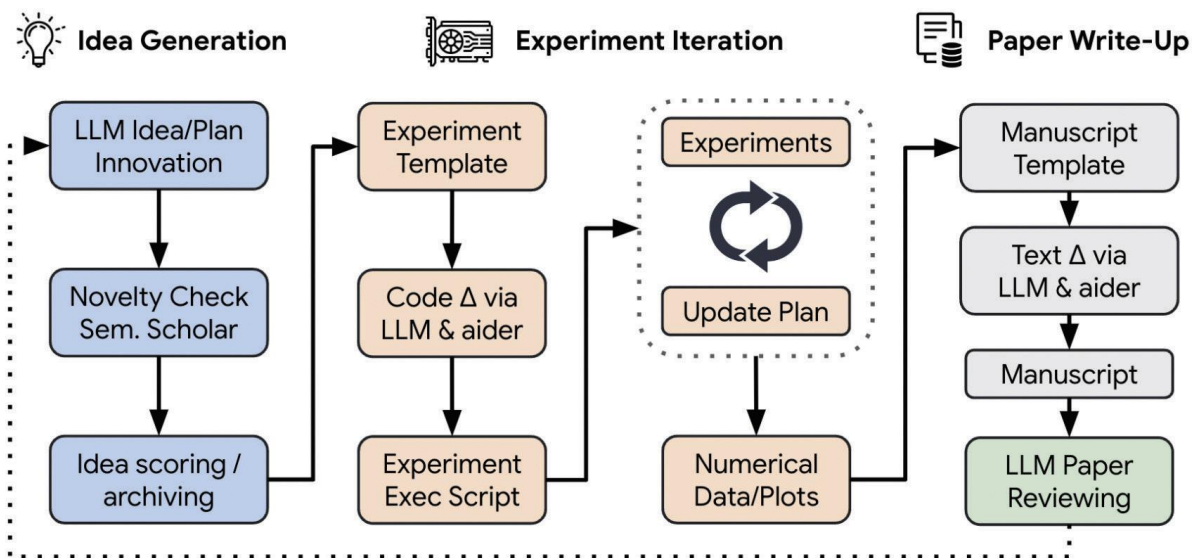 Idea Generation
Experiment Iteration
Paper Write-Up
LLM Idea/Plan
Innovation
Novelty Check
Sem. Scholar
Idea scoring /
archiving
Experiment
Template
Code Δ via
LLM & aider
Experiment
Exec Script
Experiments
Update Plan
Numerical
Data/Plots
Manuscript
Template
Text Δ via
LLM & aider
Manuscript
LLM Paper
Reviewing